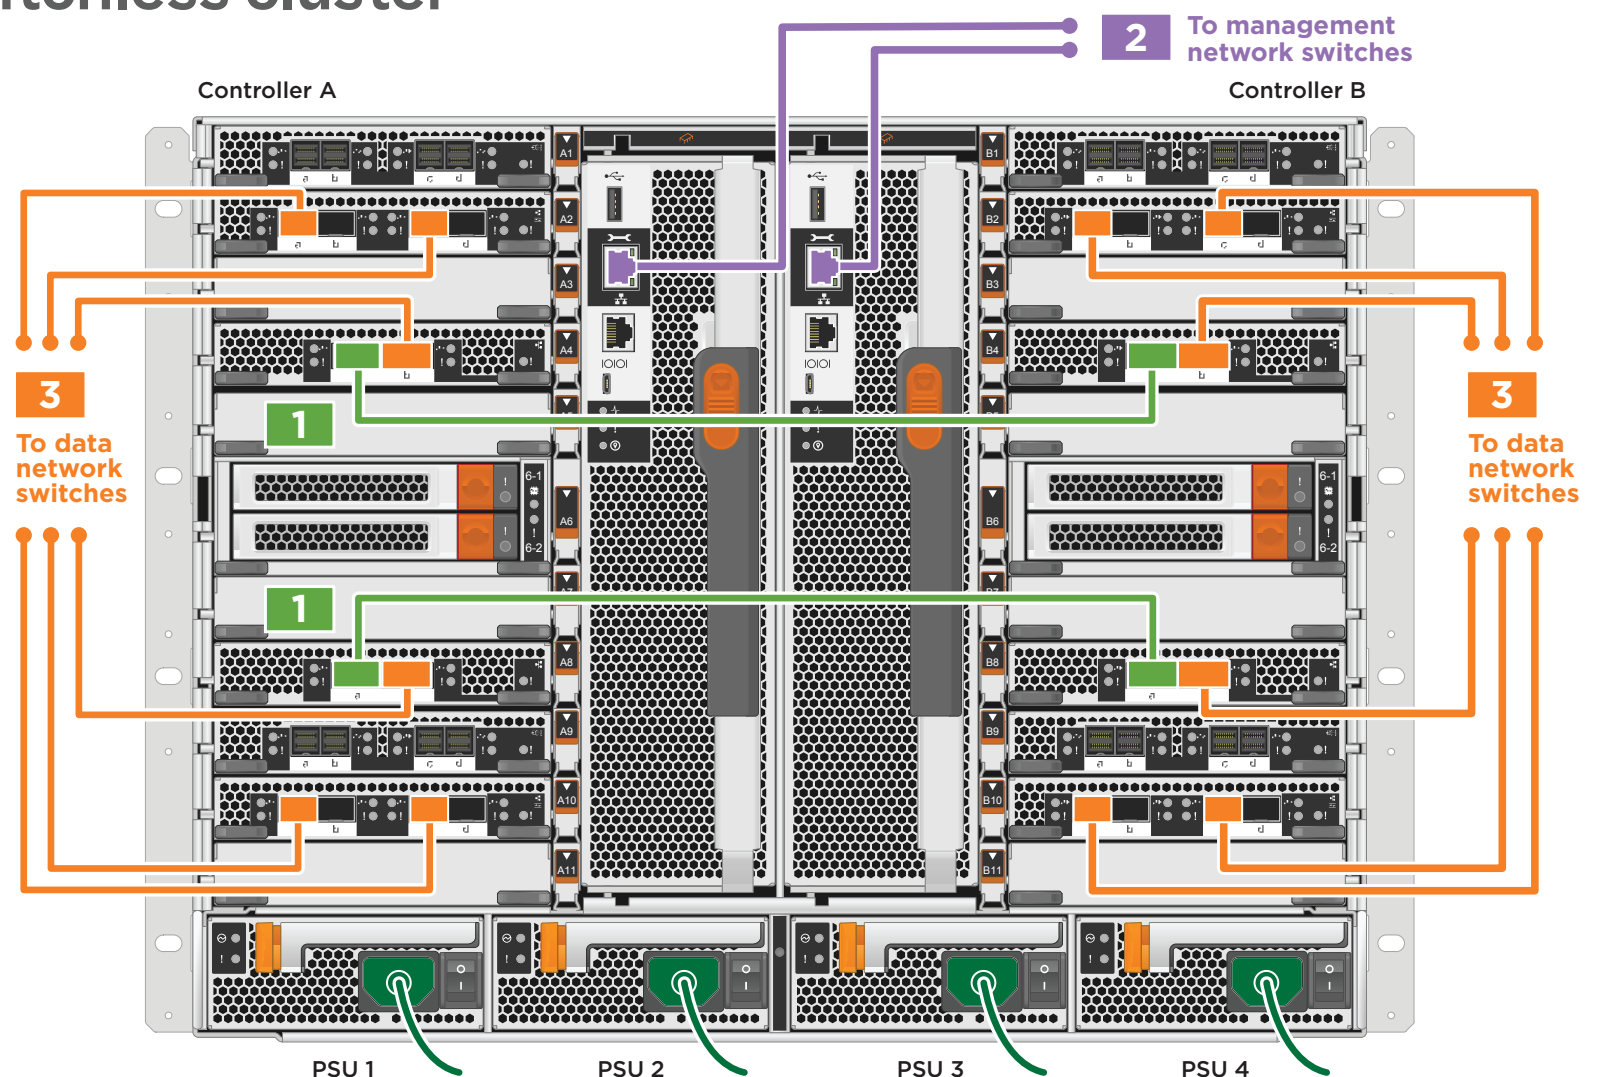 2
To management
network switches
Controller A
Controller B
A1
B1
a b c d
a b c d
A2
B2
a b d
b c d
A3
B3
A4
B4
b
b
IOIOI
IOIOI
3
To data
network
switches
1
3
To data
network
switches
6-1
6-1
A6
B6
6-2
6-2
1
A8
B8
a
a
A9
B9
a b c d
a b c d
A10
B10
b d
b d
A11
B11
PSU 1
PSU 2
PSU 3
PSU 4